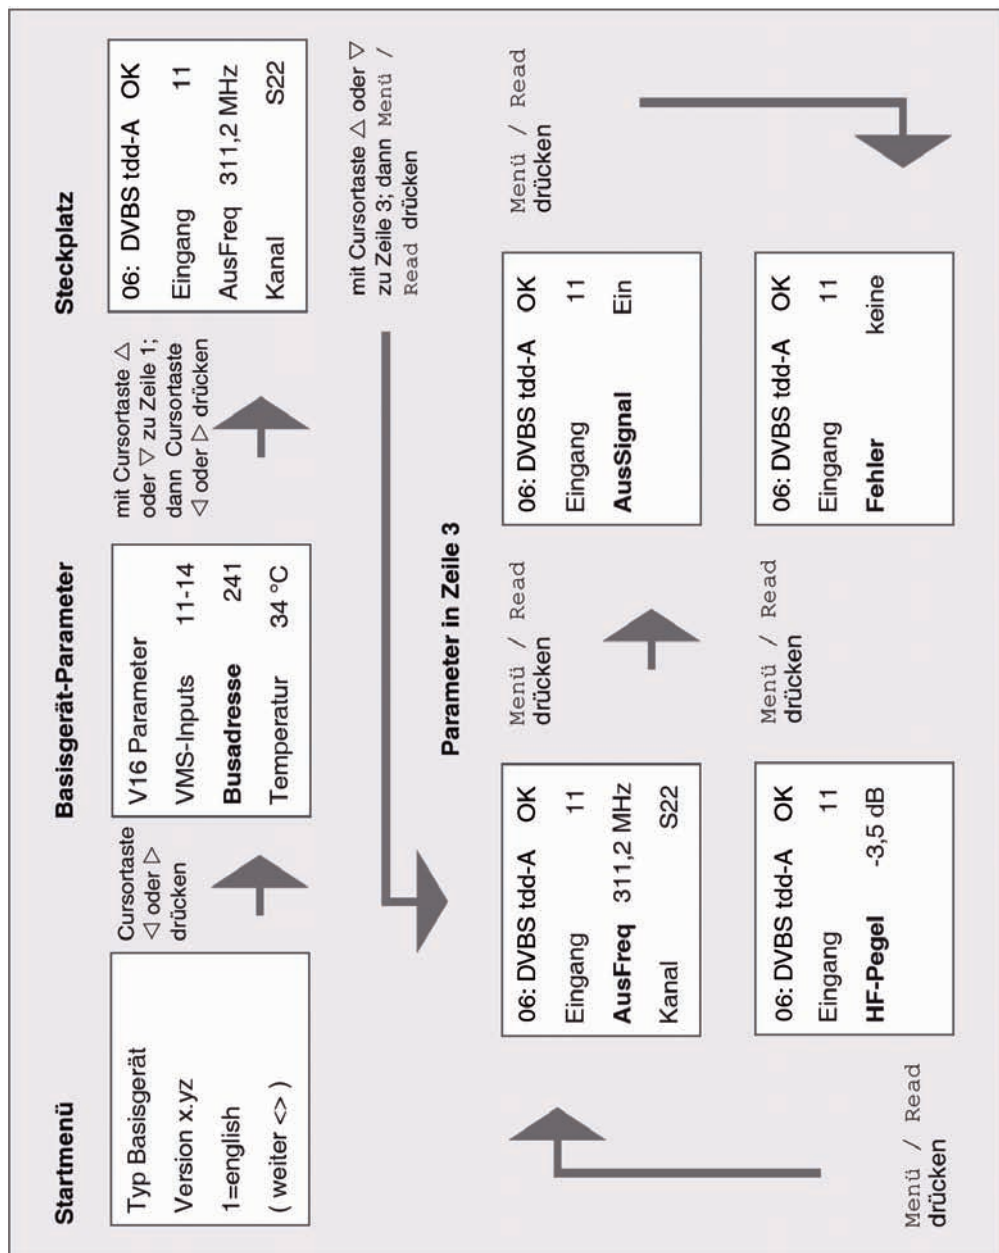 Startmenü
Typ Basisgerät
Version x.yz
1=english
( weiter <> )
Cursortaste
◁ oder ▷
drücken
Basisgerät-Parameter
V16 Parameter
VMS-Inputs 11-14
Busadresse 241
Temperatur 34 °C
mit Cursortaste △
oder ▽ zu Zeile 1;
dann Cursortaste
◁ oder ▷ drücken
Steckplatz
06: DVBS tdd-A OK
Eingang 11
AusFreq 311,2 MHz
Kanal S22
mit Cursortaste △ oder ▽
zu Zeile 3; dann Menü /
Read drücken
Parameter in Zeile 3
06: DVBS tdd-A OK
Eingang 11
AusFreq 311,2 MHz
Kanal S22
Menü / Read
drücken
06: DVBS tdd-A OK
Eingang 11
AusSignal Ein
Menü / Read
drücken
06: DVBS tdd-A OK
Eingang 11
Fehler keine
Menü / Read
drücken
06: DVBS tdd-A OK
Eingang 11
HF-Pegel -3,5 dB
Menü / Read
drücken